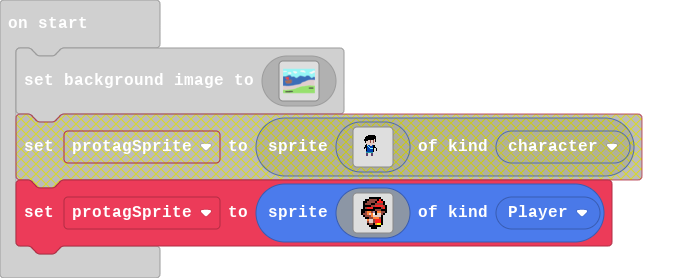 on start
set background image to
set protagSprite to sprite of kind character
set protagSprite to sprite of kind Player